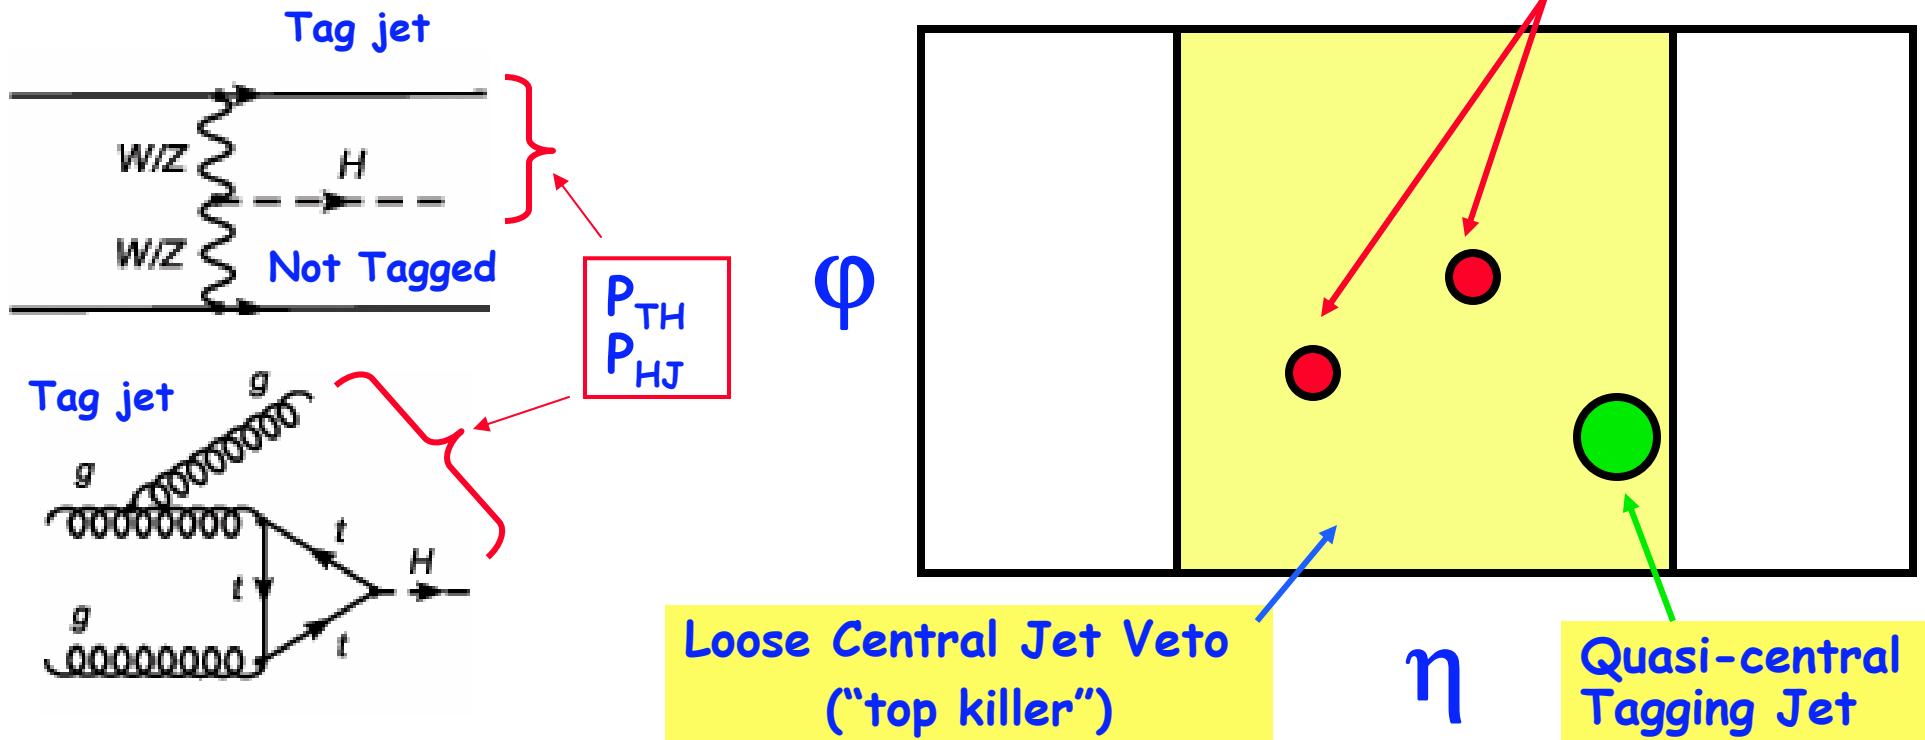 Tag jet
W/Z
H
W/Z
Not Tagged
P_TH
P_HJ
Tag jet
g
g
t
t
H
g
t
φ
Loose Central Jet Veto
(“top killer”)
η
Quasi-central
Tagging Jet